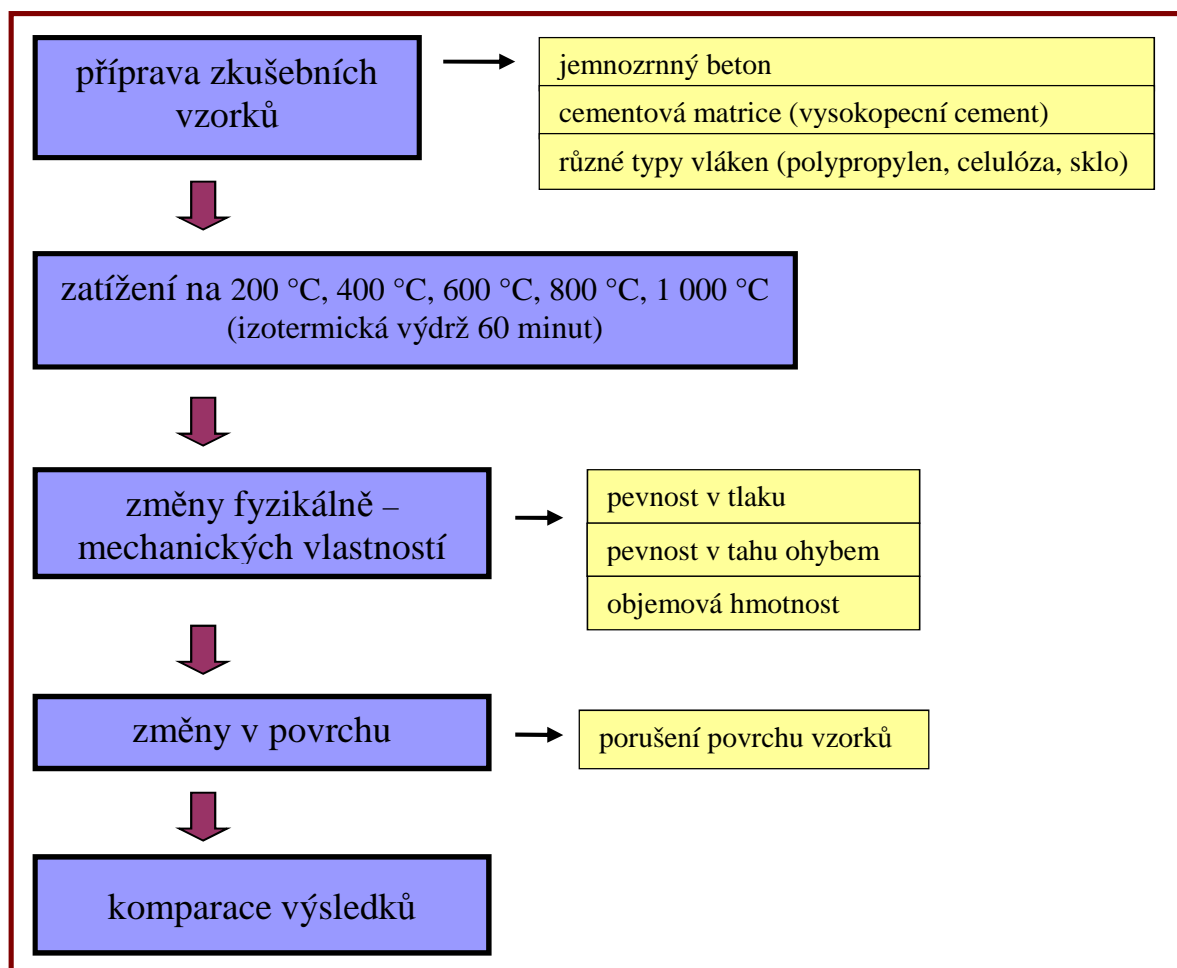 příprava zkušebních
vzorků
jemnozrnný beton
cementová matrice (vysokopecní cement)
různé typy vláken (polypropylen, celulóza, sklo)
zatížení na 200 °C, 400 °C, 600 °C, 800 °C, 1 000 °C
(izotermická výdrž 60 minut)
změny fyzikálně –
mechanických vlastností
pevnost v tlaku
pevnost v tahu ohybem
objemová hmotnost
změny v povrchu
porušení povrchu vzorků
komparace výsledků